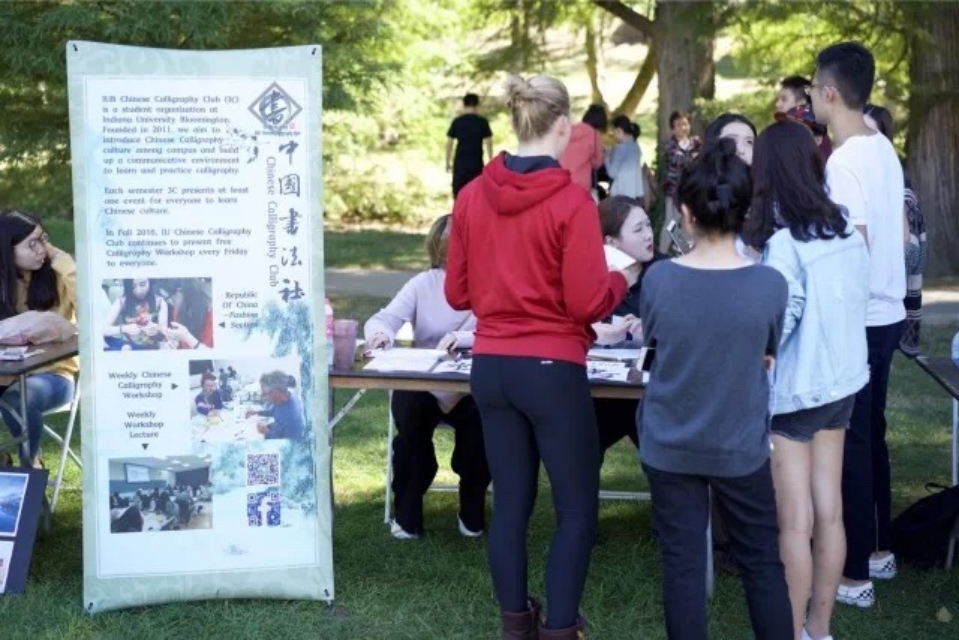 IUB Chinese Calligraphy Club (3C)
is a student organization at
Indiana University Bloomington.
Founded in 2011, we aim to
introduce Chinese Calligraphy
culture among campus and build
up a communicative environment
to learn and practice calligraphy.
Each semester 3C presents at least
one event for everyone to learn
Chinese culture.
In Fall 2016, IU Chinese Calligraphy
Club continues to present free
Calligraphy Workshop every Friday
to everyone.
書
中國書法社
Chinese Calligraphy Club
Republic
Of China
-Fashion
Section
Weekly Chinese
Calligraphy
Workshop
Weekly
Workshop
Lecture